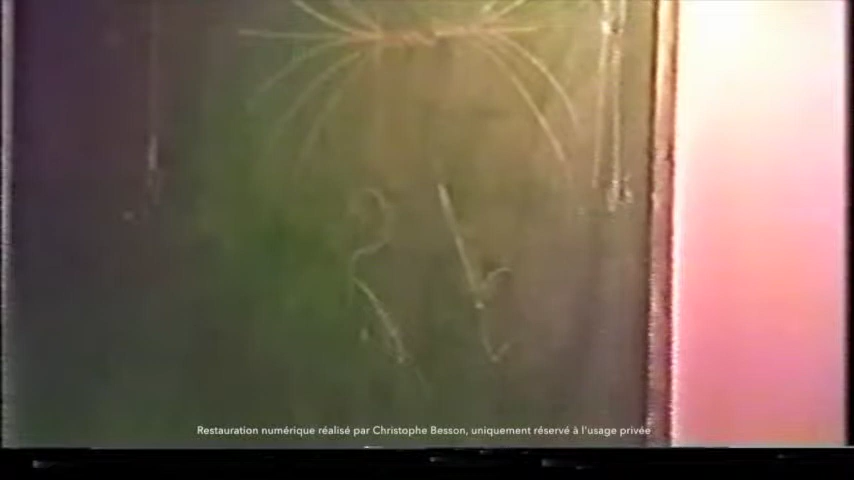 Restauration numérique réalisé par Christophe Besson, uniquement réservé à l'usage privée